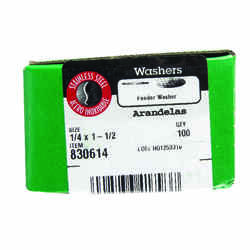 STAINLESS STEEL
ACERO INOXIDABLE
Washers
Fender Washer
Arandelas
SIZE
QTY
1/4 x 1-1/2
100
ITEM
830614